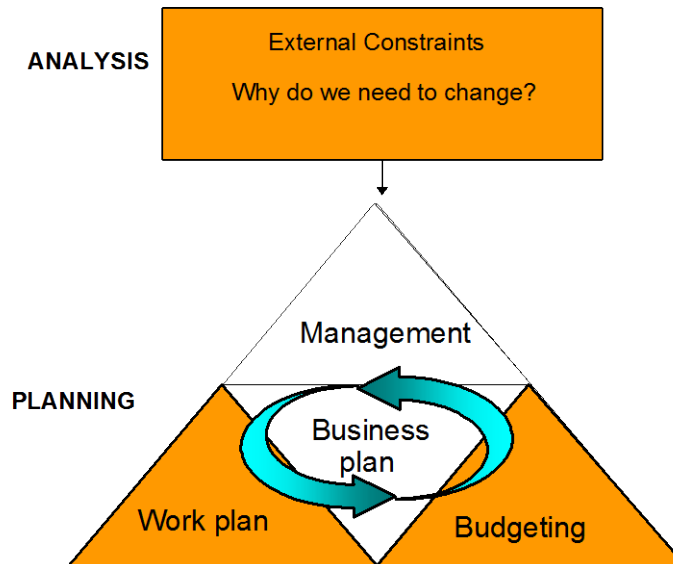 ANALYSIS
External Constraints
Why do we need to change?
Management
PLANNING
Business
plan
Work plan
Budgeting